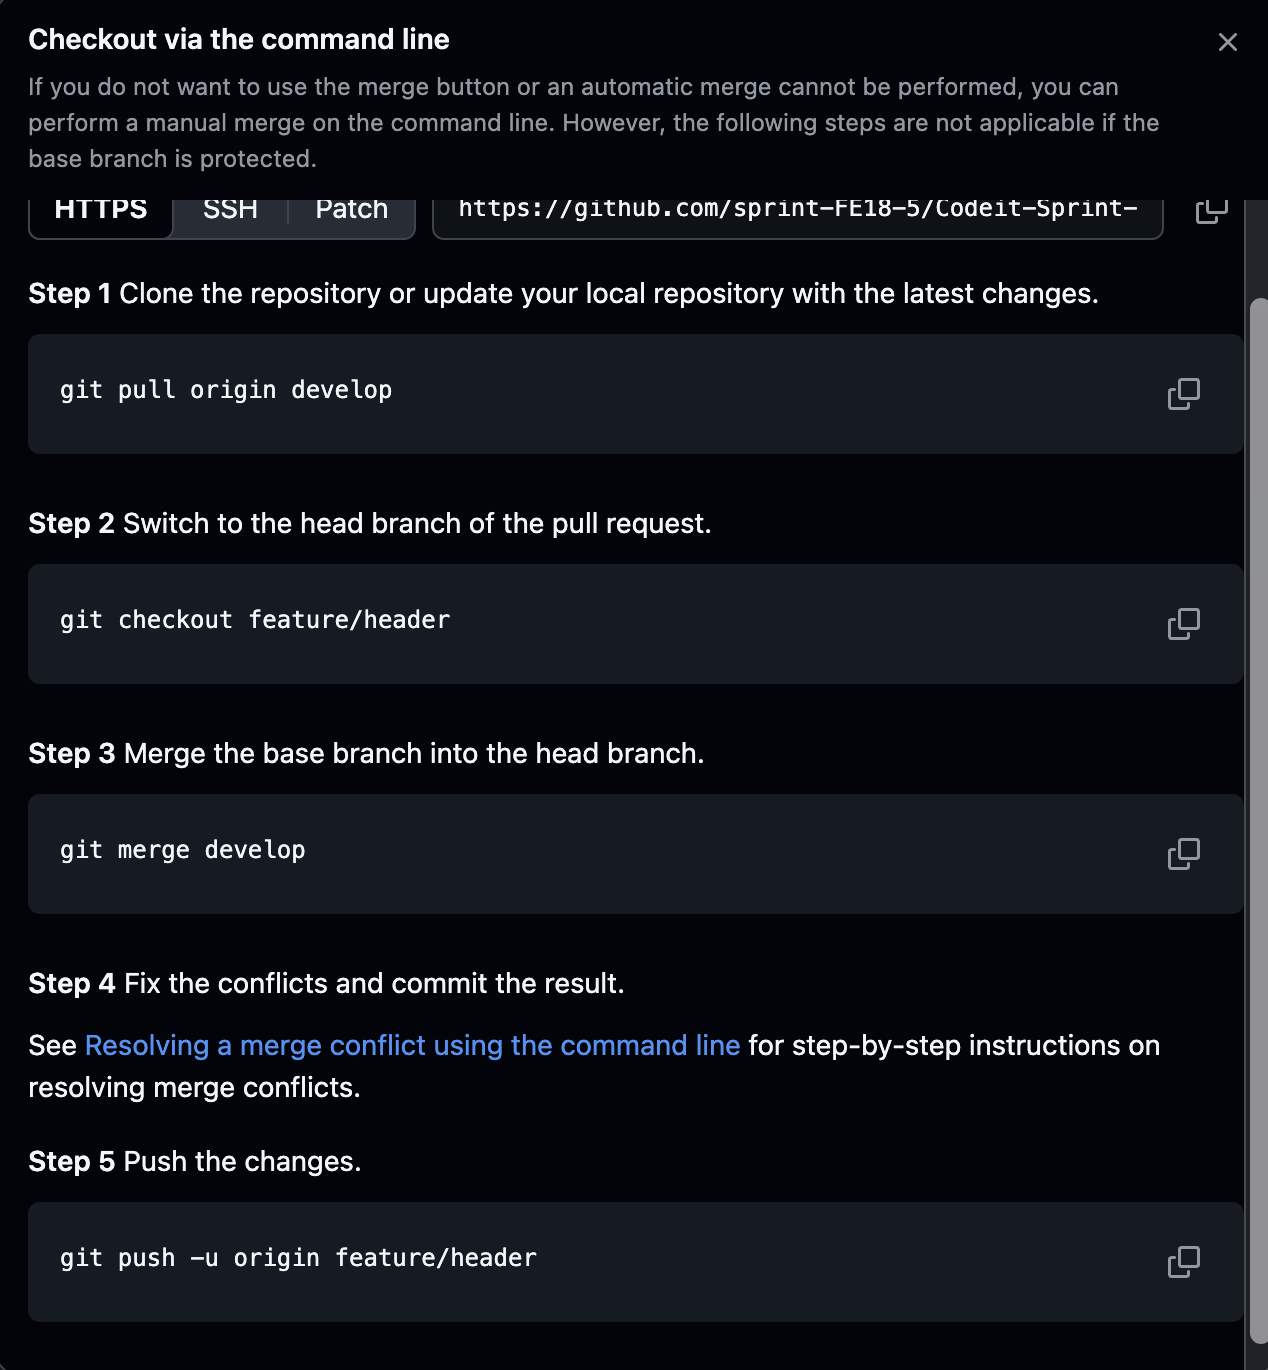 Checkout via the command line
If you do not want to use the merge button or an automatic merge cannot be performed, you can
perform a manual merge on the command line. However, the following steps are not applicable if the
base branch is protected.
HTTPS SSH Patch https://github.com/sprint-FE18-5/Codeit-Sprint-
Step 1 Clone the repository or update your local repository with the latest changes.
git pull origin develop
Step 2 Switch to the head branch of the pull request.
git checkout feature/header
Step 3 Merge the base branch into the head branch.
git merge develop
Step 4 Fix the conflicts and commit the result.
See Resolving a merge conflict using the command line for step-by-step instructions on
resolving merge conflicts.
Step 5 Push the changes.
git push -u origin feature/header